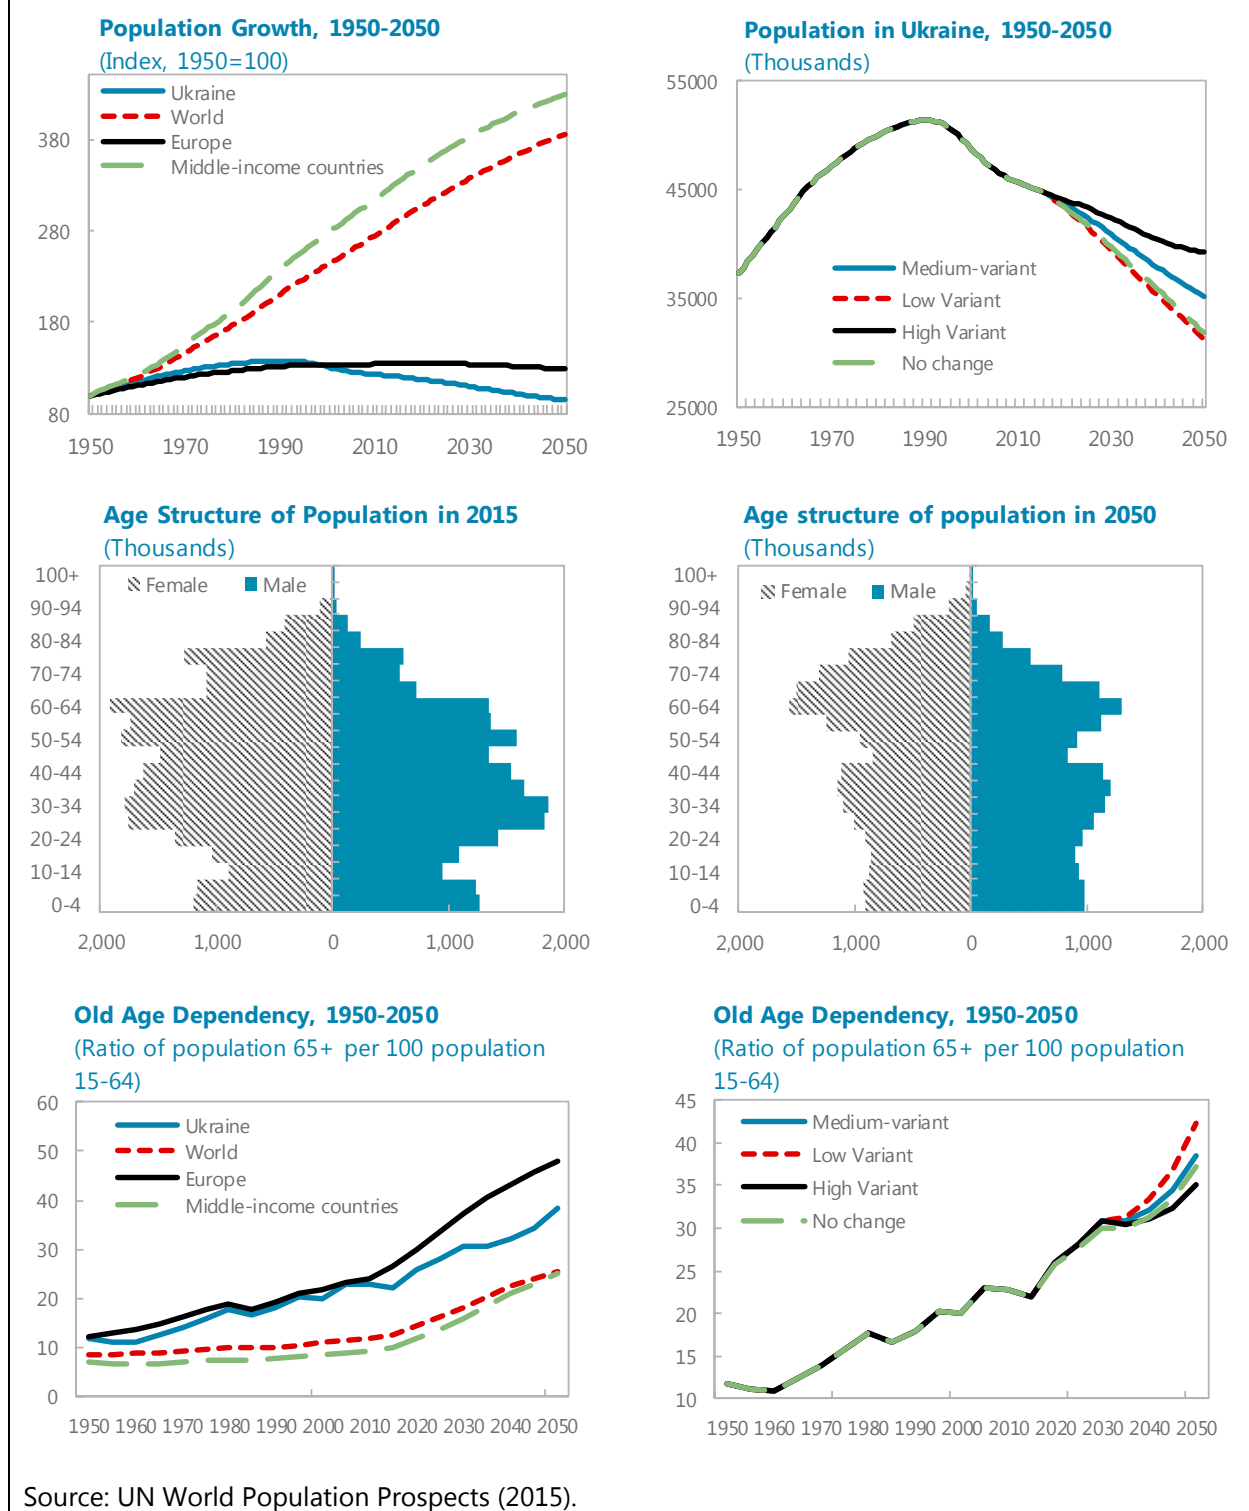 Population Growth, 1950-2050
(Index, 1950=100)
Ukraine
World
Europe
Middle-income countries
380
280
180
80
1950 1970 1990 2010 2030 2050
Population in Ukraine, 1950-2050
(Thousands)
55000
45000
35000
25000
Medium-variant
Low Variant
High Variant
No change
1950 1970 1990 2010 2030 2050
Age Structure of Population in 2015
(Thousands)
Female Male
100+
90-94
80-84
70-74
60-64
50-54
40-44
30-34
20-24
10-14
0-4
2,000 1,000 0 1,000 2,000
Age structure of population in 2050
(Thousands)
Female Male
100+
90-94
80-84
70-74
60-64
50-54
40-44
30-34
20-24
10-14
0-4
2,000 1,000 0 1,000 2,000
Old Age Dependency, 1950-2050
(Ratio of population 65+ per 100 population
15-64)
60
50
40
30
20
10
0
Ukraine
World
Europe
Middle-income countries
1950 1960 1970 1980 1990 2000 2010 2020 2030 2040 2050
Old Age Dependency, 1950-2050
(Ratio of population 65+ per 100 population
15-64)
45
40
35
30
25
20
15
10
Medium-variant
Low Variant
High Variant
No change
1950 1960 1970 1980 1990 2000 2010 2020 2030 2040 2050
Source: UN World Population Prospects (2015).